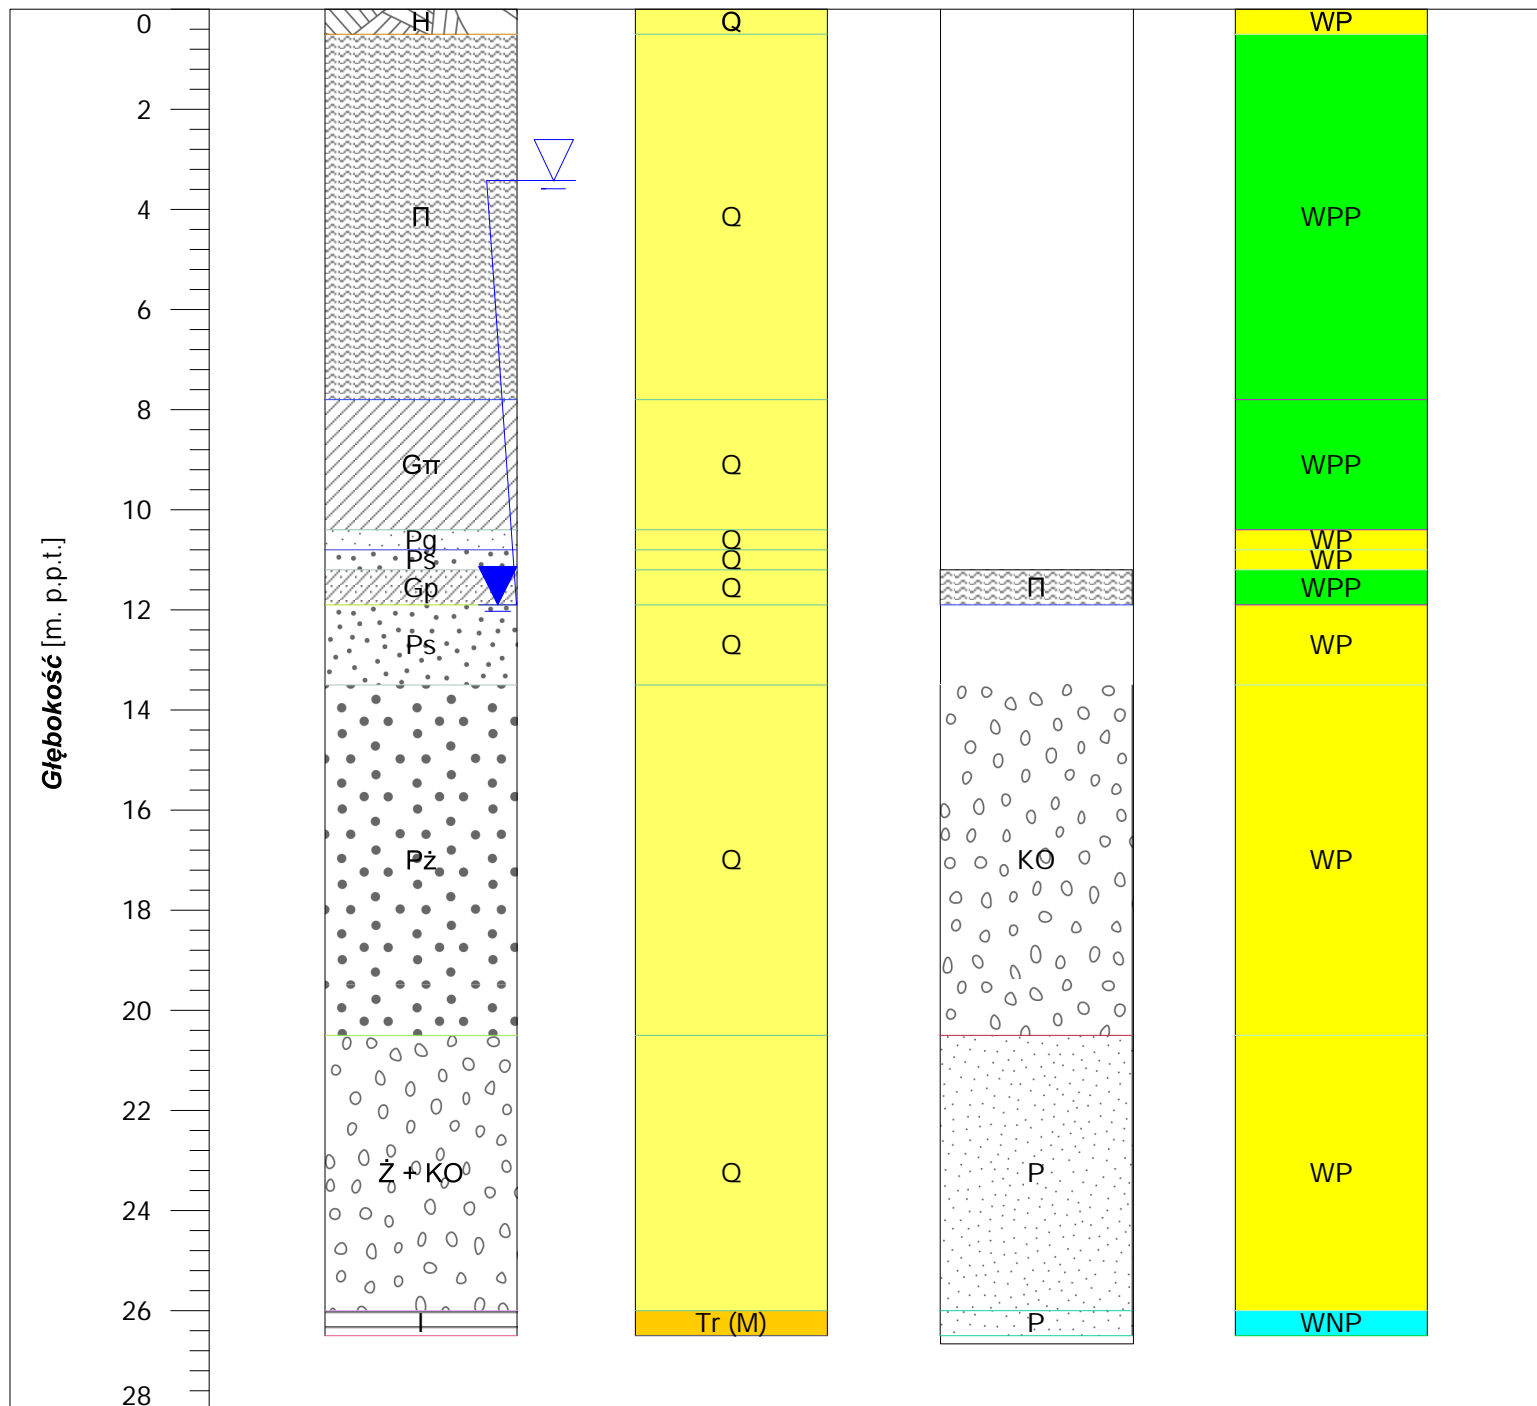 0 H Q WP
2
4 П Q WPP
6
8
Gπ Q WPP
10
Pg Q WP
Ps Q WP
Gp Q П WPP
12
Ps Q WP
14
16
Pż Q KO WP
18
20
22
Ż + KO Q P WP
24
26
I Tr (M) P WNP
28
Głębokość [m. p.p.t.]